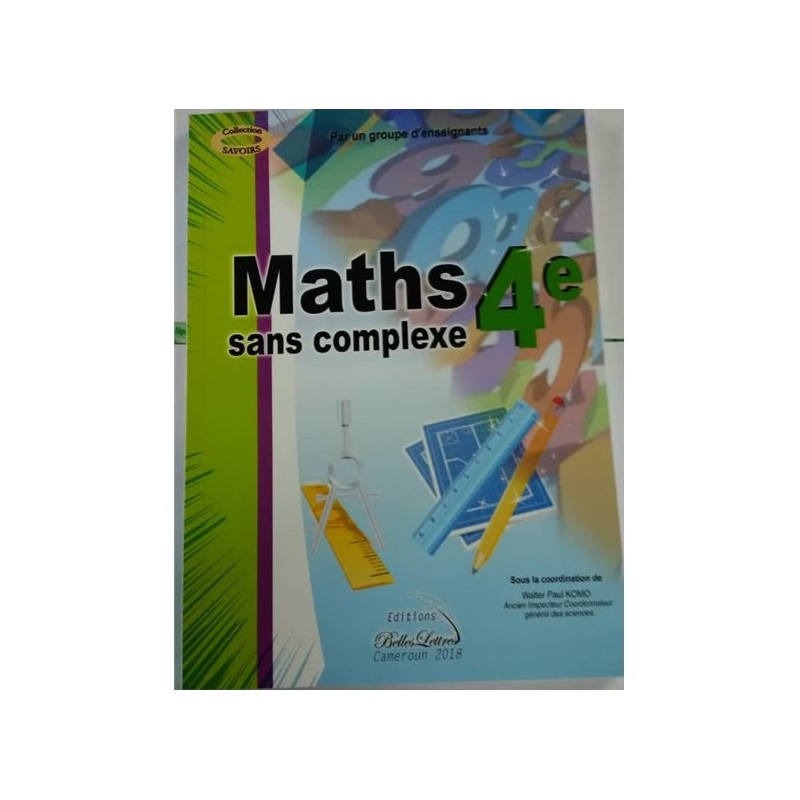 Collection
SAVOIRS
Par un groupe d'enseignants
Maths 4e
sans complexe
Sous la coordination de
Walter Paul KOMO
Ancien Inspecteur Coordonnateur
général des sciences
Editions
Belles Lettres
Cameroun 2018